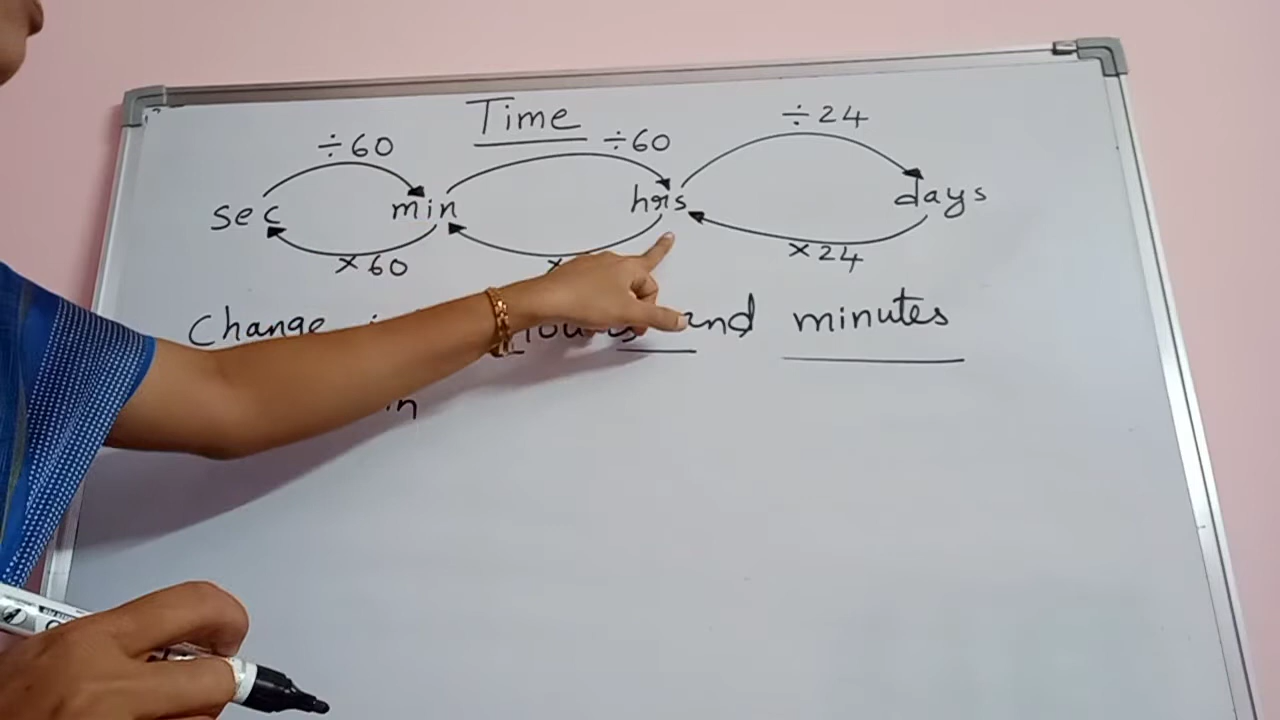 Time
÷60 ÷60 ÷24
sec min hrs days
×60 × ×24
Change and minutes